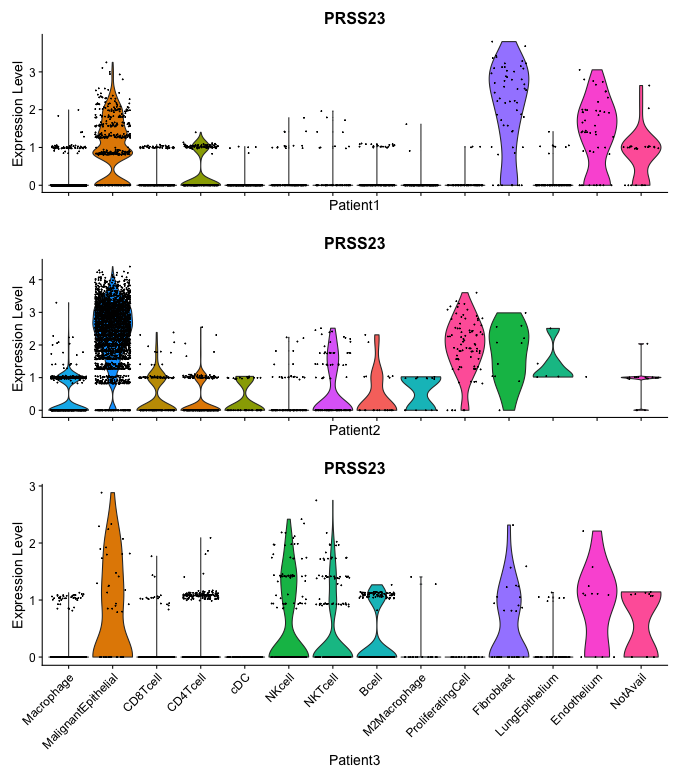 PRSS23
Expression Level
3
2
1
0
Patient1
PRSS23
Expression Level
4
3
2
1
0
Patient2
PRSS23
Expression Level
3
2
1
0
Macrophage
MalignantEpithelial
CD8Tcell
CD4Tcell
cDC
NKcell
NKTcell
Bcell
M2Macrophage
ProliferatingCell
Fibroblast
LungEpithelium
Endothelium
NotAvail
Patient3